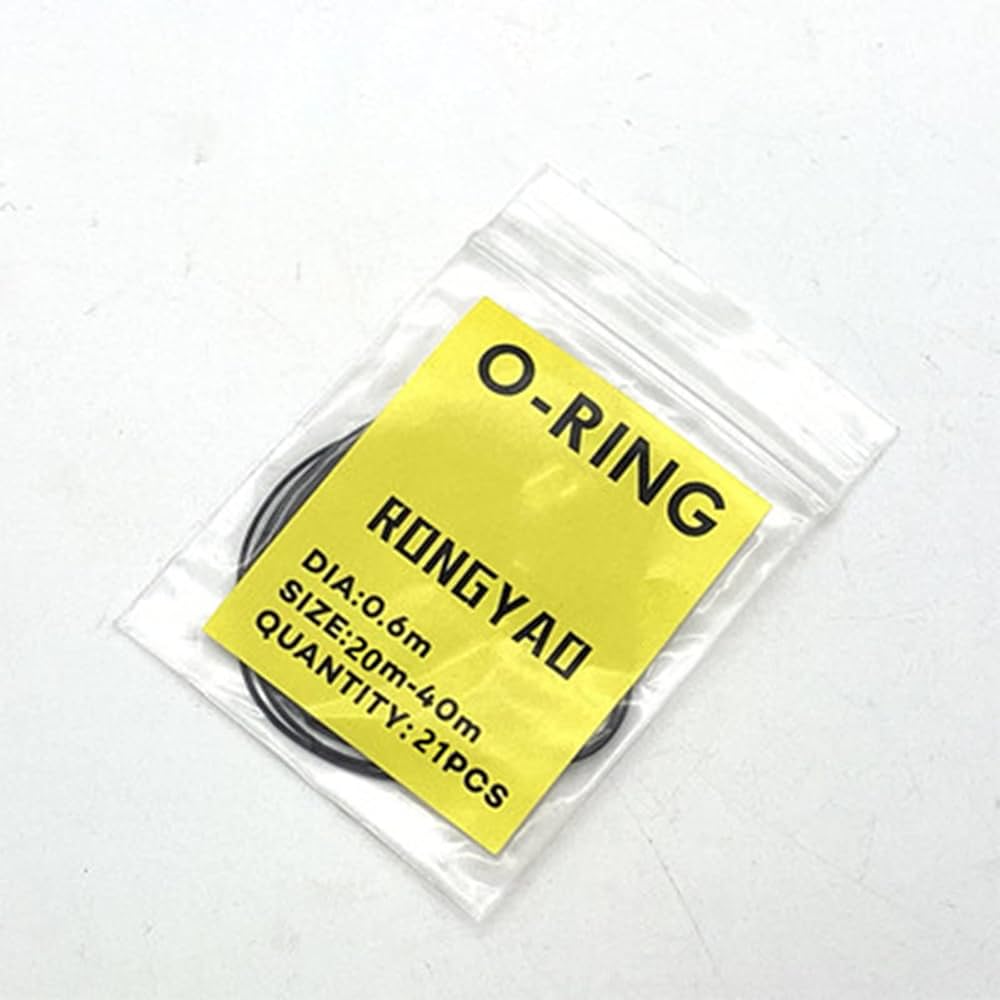 O-RING
RONGYAO
DIA:0.6m
SIZE:20m-40m
QUANTITY: 21PCS